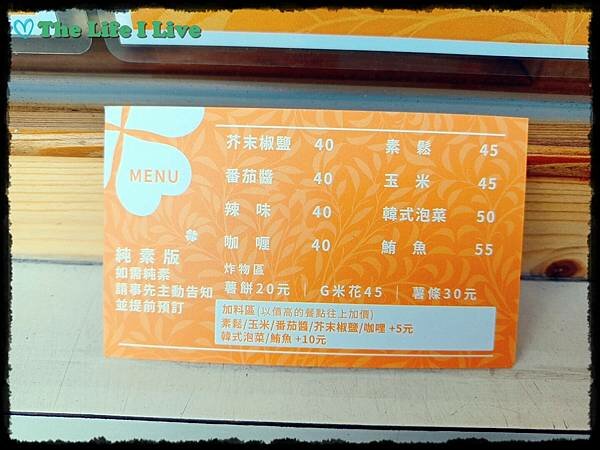 The Life I Live
MENU
芥末椒鹽 40
番茄醬 40
辣味 40
咖喱 40
素鬆 45
玉米 45
韓式泡菜 50
鮪魚 55
純素版
如需純素
請事先主動告知
並提前預訂
炸物區
薯餅20元 | G米花45 | 薯條30元
加料區(以價高的餐點往上加價)
素鬆/玉米/番茄醬/芥末椒鹽/咖哩 +5元
韓式泡菜/鮪魚 +10元